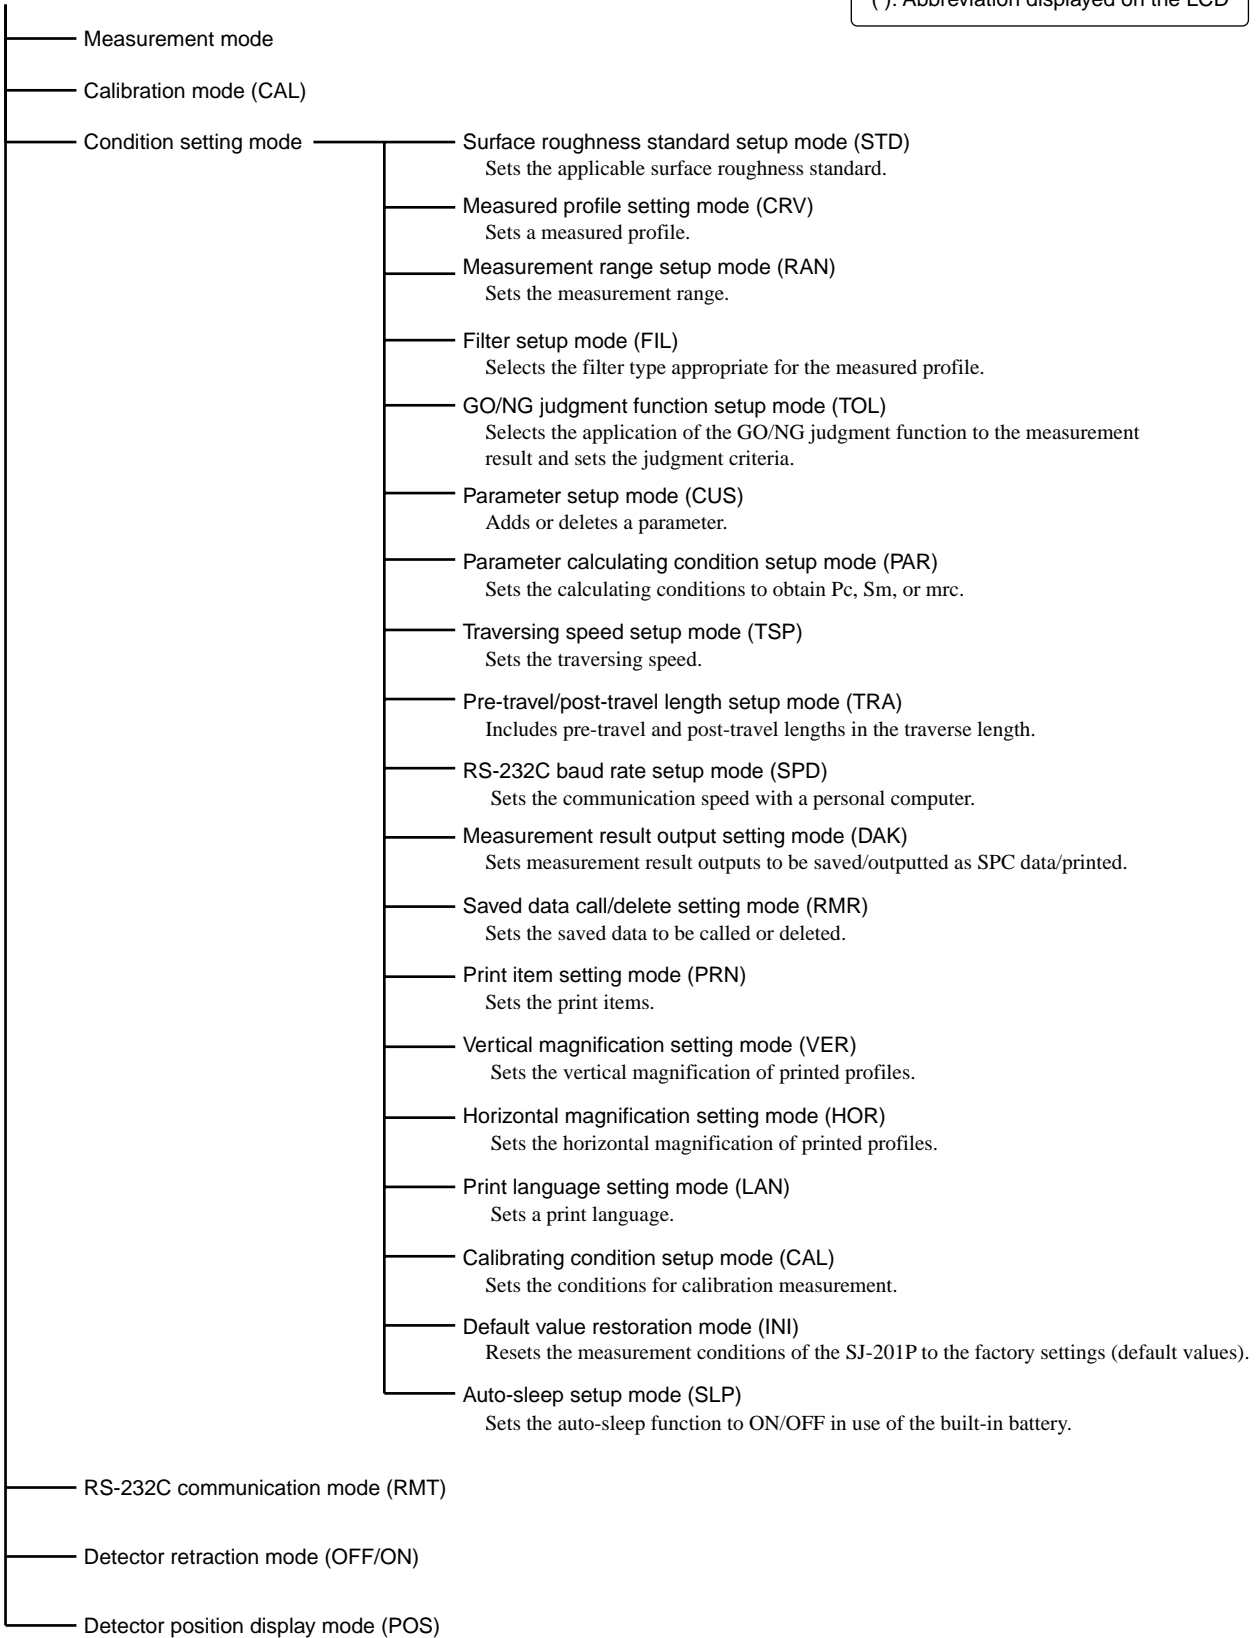 ( ): Abbreviation displayed on the LCD
Measurement mode
Calibration mode (CAL)
Condition setting mode
Surface roughness standard setup mode (STD)
Sets the applicable surface roughness standard.
Measured profile setting mode (CRV)
Sets a measured profile.
Measurement range setup mode (RAN)
Sets the measurement range.
Filter setup mode (FIL)
Selects the filter type appropriate for the measured profile.
GO/NG judgment function setup mode (TOL)
Selects the application of the GO/NG judgment function to the measurement
result and sets the judgment criteria.
Parameter setup mode (CUS)
Adds or deletes a parameter.
Parameter calculating condition setup mode (PAR)
Sets the calculating conditions to obtain Pc, Sm, or mrc.
Traversing speed setup mode (TSP)
Sets the traversing speed.
Pre-travel/post-travel length setup mode (TRA)
Includes pre-travel and post-travel lengths in the traverse length.
RS-232C baud rate setup mode (SPD)
Sets the communication speed with a personal computer.
Measurement result output setting mode (DAK)
Sets measurement result outputs to be saved/outputted as SPC data/printed.
Saved data call/delete setting mode (RMR)
Sets the saved data to be called or deleted.
Print item setting mode (PRN)
Sets the print items.
Vertical magnification setting mode (VER)
Sets the vertical magnification of printed profiles.
Horizontal magnification setting mode (HOR)
Sets the horizontal magnification of printed profiles.
Print language setting mode (LAN)
Sets a print language.
Calibrating condition setup mode (CAL)
Sets the conditions for calibration measurement.
Default value restoration mode (INI)
Resets the measurement conditions of the SJ-201P to the factory settings (default values).
Auto-sleep setup mode (SLP)
Sets the auto-sleep function to ON/OFF in use of the built-in battery.
RS-232C communication mode (RMT)
Detector retraction mode (OFF/ON)
Detector position display mode (POS)